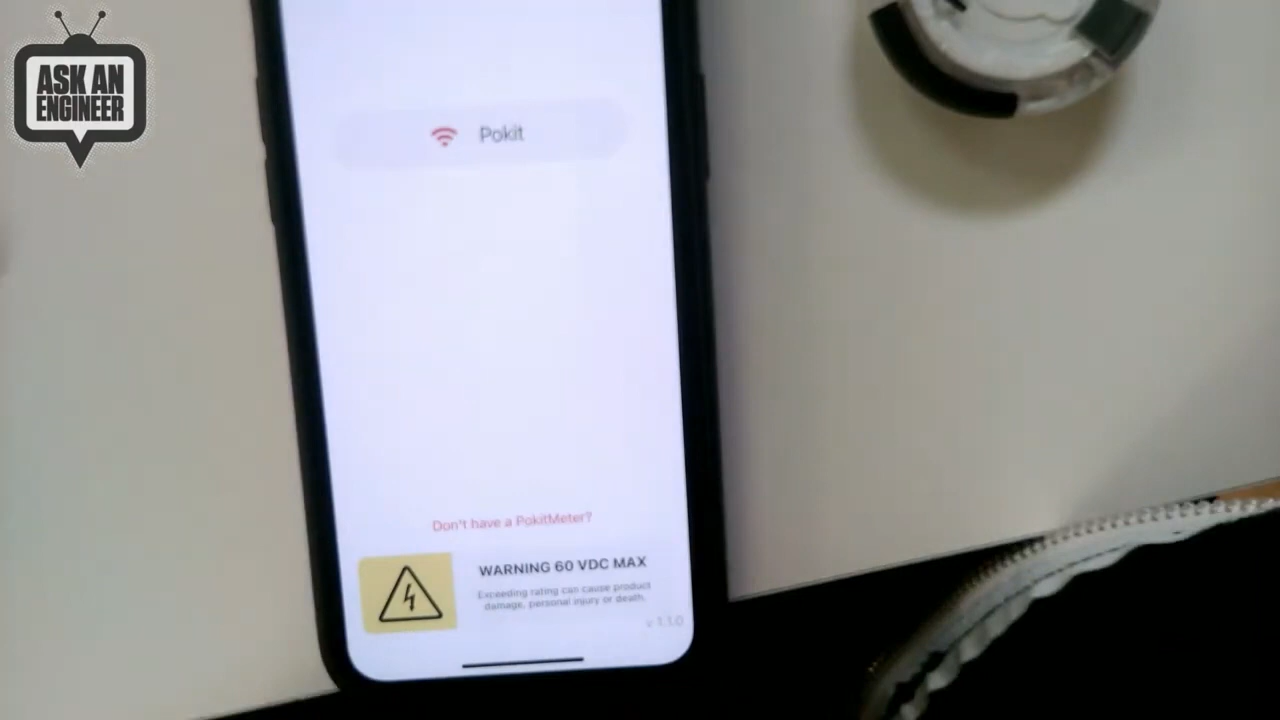 ASK AN
ENGINEER
Pokit
Don't have a PokitMeter?
WARNING 60 VDC MAX
Exceeding rating can cause product
damage, personal injury or death.
v 1.1.0